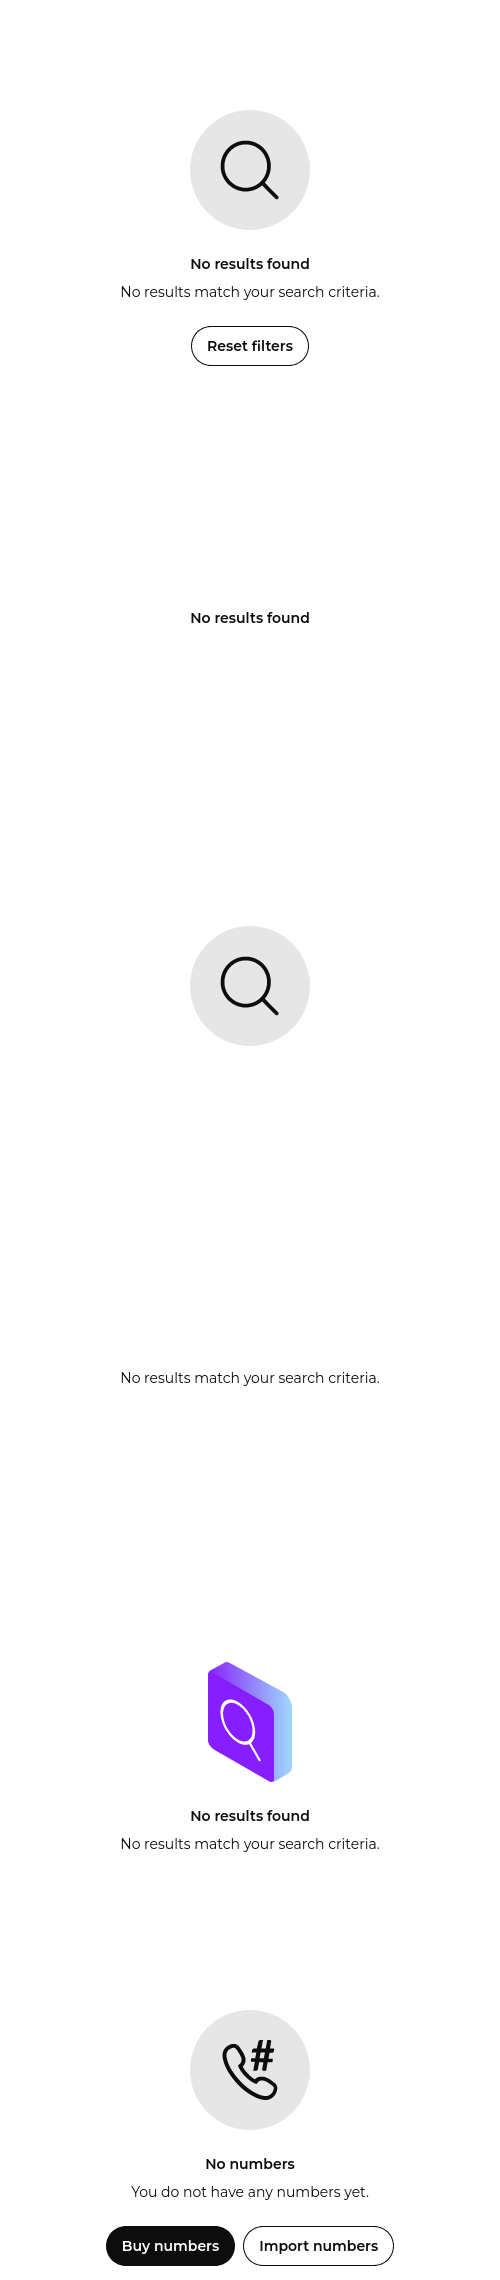 No results found
No results match your search criteria.
Reset filters
No results found
No results match your search criteria.
No results found
No results match your search criteria.
#
No numbers
You do not have any numbers yet.
Buy numbers Import numbers